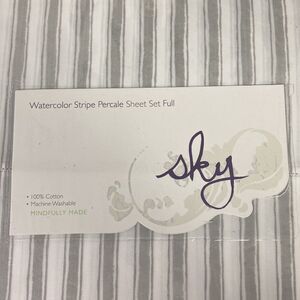 Watercolor Stripe Percale Sheet Set Full
sky
• 100% Cotton
• Machine Washable
MINDFULLY MADE